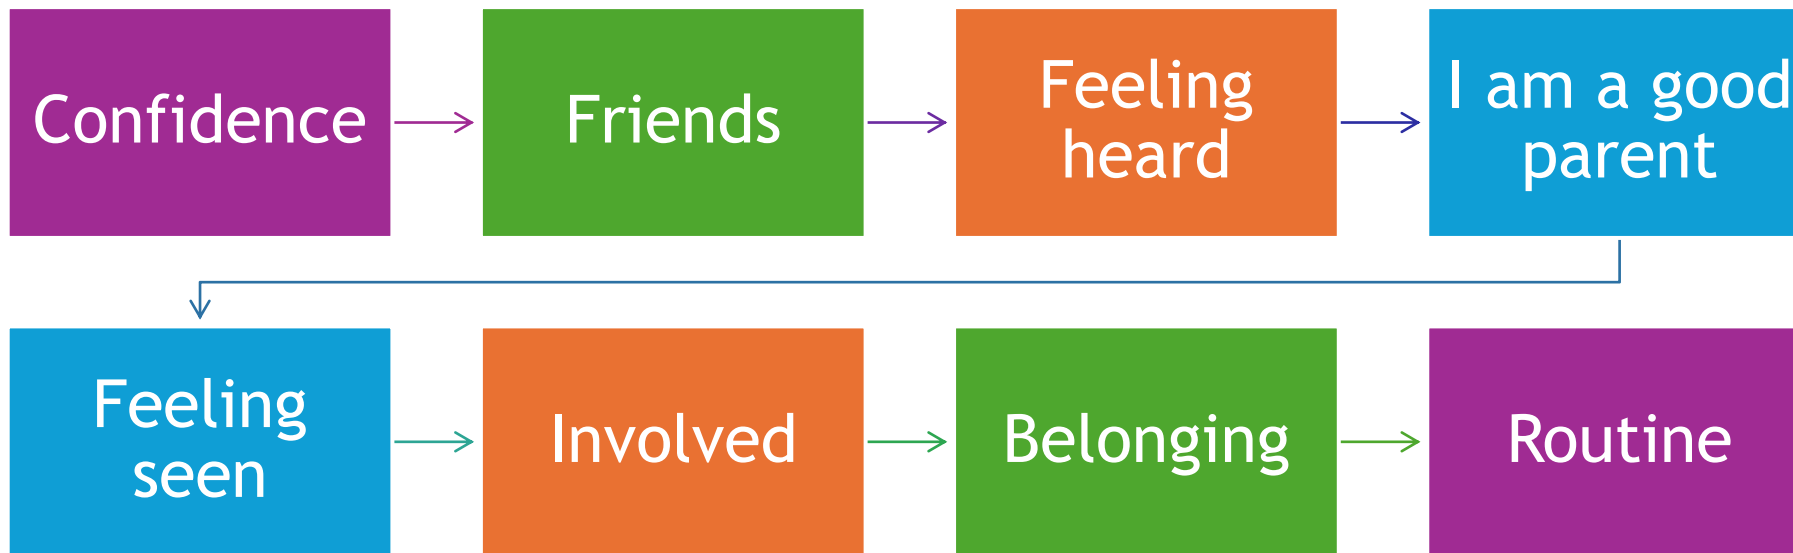 Confidence
Friends
Feeling
heard
I am a good
parent
Feeling
seen
Involved
Belonging
Routine